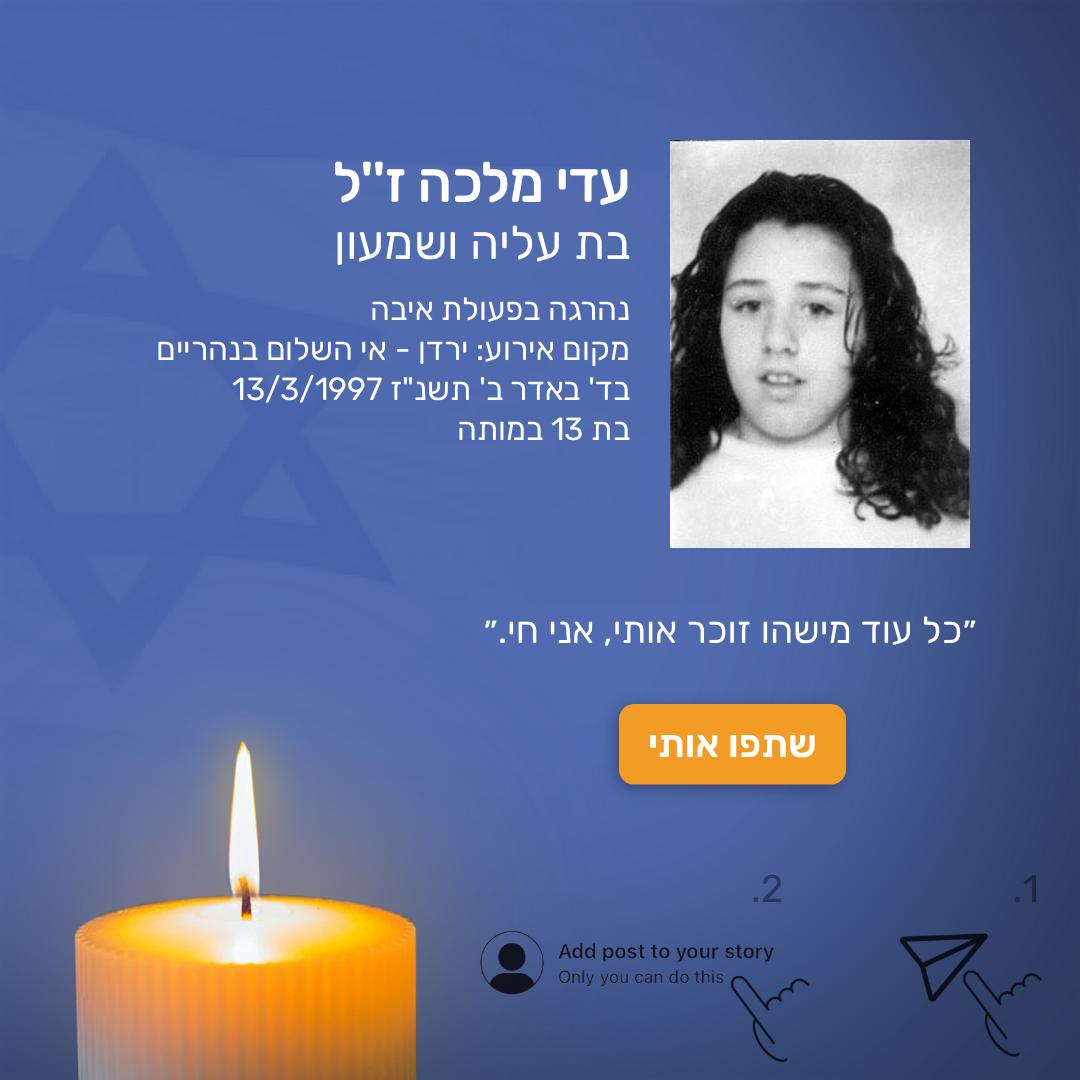 עדי מלכה ז"ל
בת עליה ושמעון
נהרגה בפעולת איבה
מקום אירוע: ירדן - אי השלום בנהריים
בד' באדר ב' תשנ"ז 13/3/1997
בת 13 במותה
״כל עוד מישהו זוכר אותי, אני חי.״
שתפו אותי
1.
2.
Add post to your story
Only you can do this